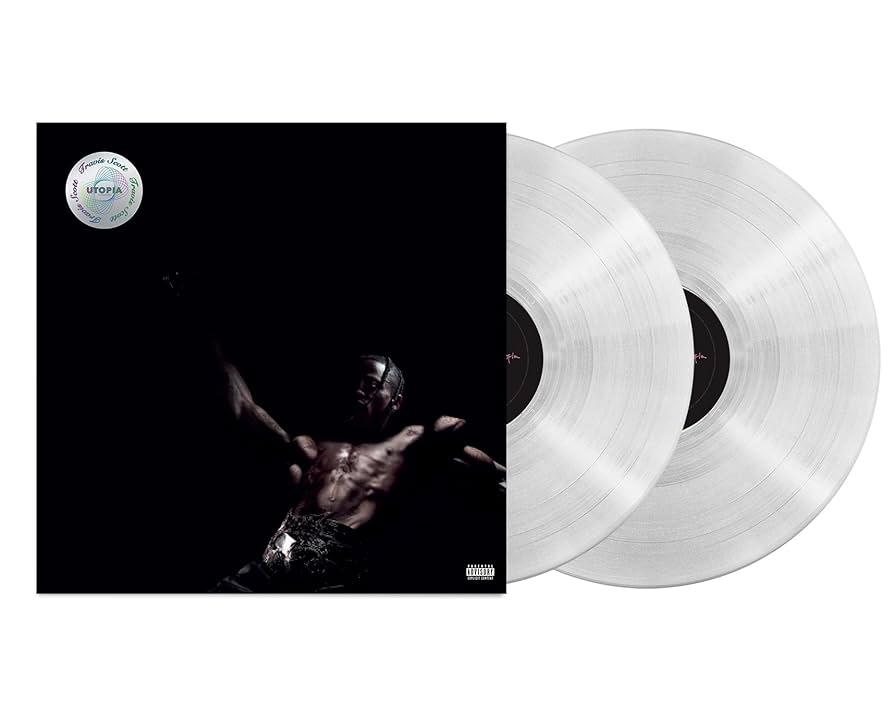 Travis Scott
Travis Scott
Travis Scott
UTOPIA
PARENTAL
ADVISORY
EXPLICIT CONTENT